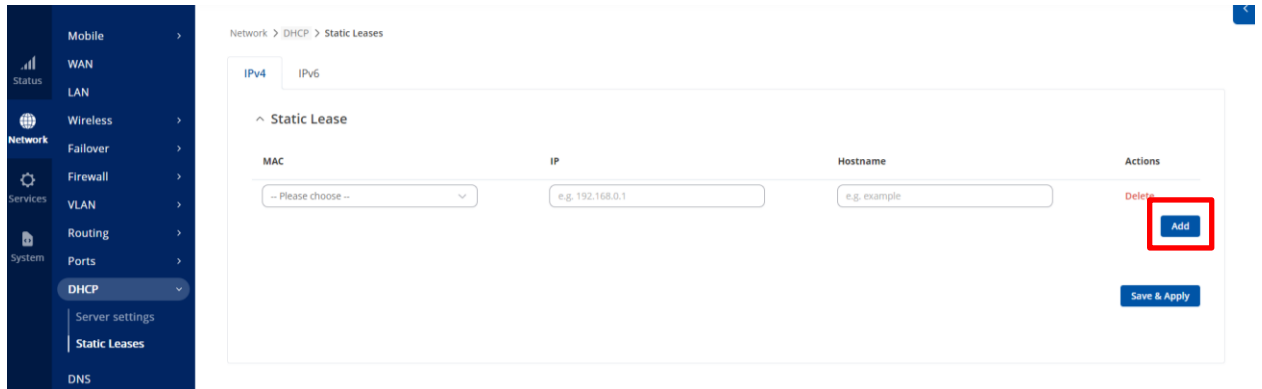 Status
Network
Services
System
Mobile
WAN
LAN
Wireless
Failover
Firewall
VLAN
Routing
Ports
DHCP
Server settings
Static Leases
DNS
Network > DHCP > Static Leases
IPv4 IPv6
Static Lease
MAC IP Hostname Actions
-- Please choose -- e.g. 192.168.0.1 e.g. example Delete
Add
Save & Apply